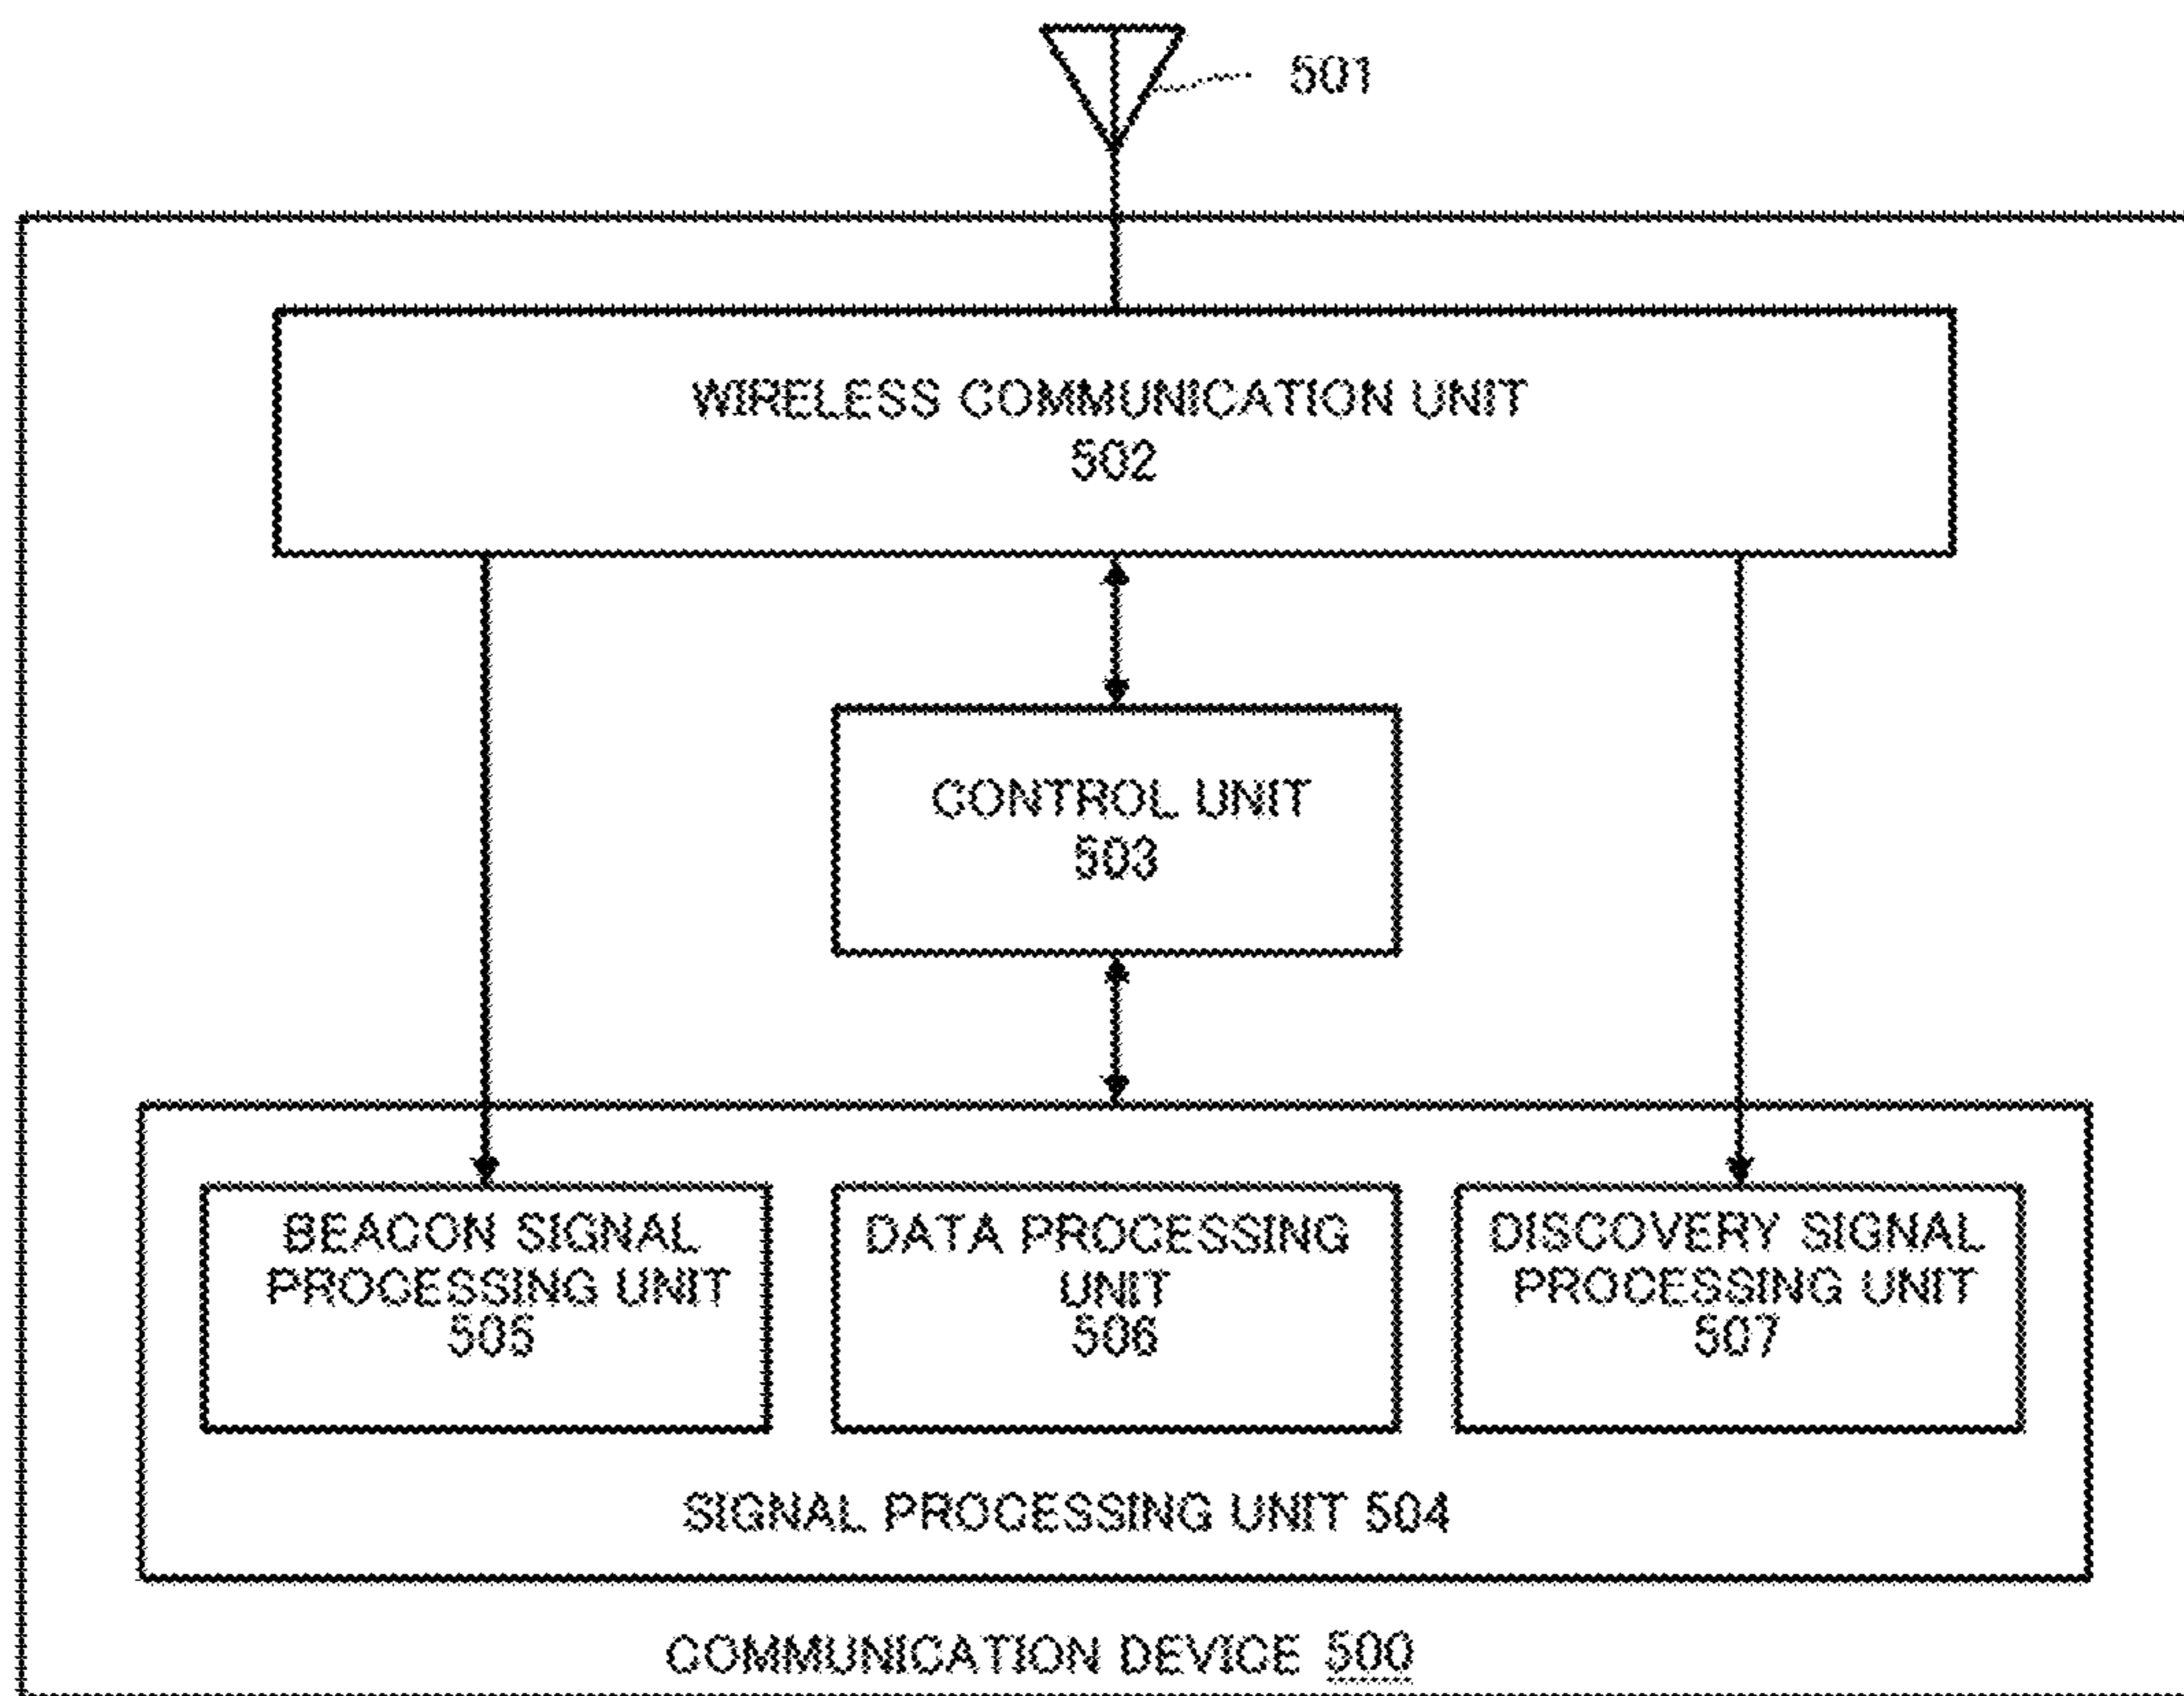 501
WIRELESS COMMUNICATION UNIT
502
CONTROL UNIT
503
BEACON SIGNAL
PROCESSING UNIT
505
DATA PROCESSING
UNIT
506
DISCOVERY SIGNAL
PROCESSING UNIT
507
SIGNAL PROCESSING UNIT 504
COMMUNICATION DEVICE 500